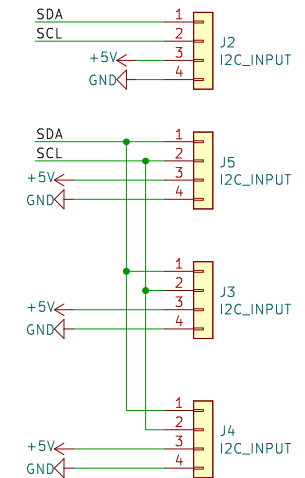 SDA 1
SCL 2 J2
+5V 3 I2C_INPUT
GND 4
SDA 1
SCL 2 J5
+5V 3 I2C_INPUT
GND 4
1
2 J3
+5V 3 I2C_INPUT
GND 4
1
2 J4
+5V 3 I2C_INPUT
GND 4